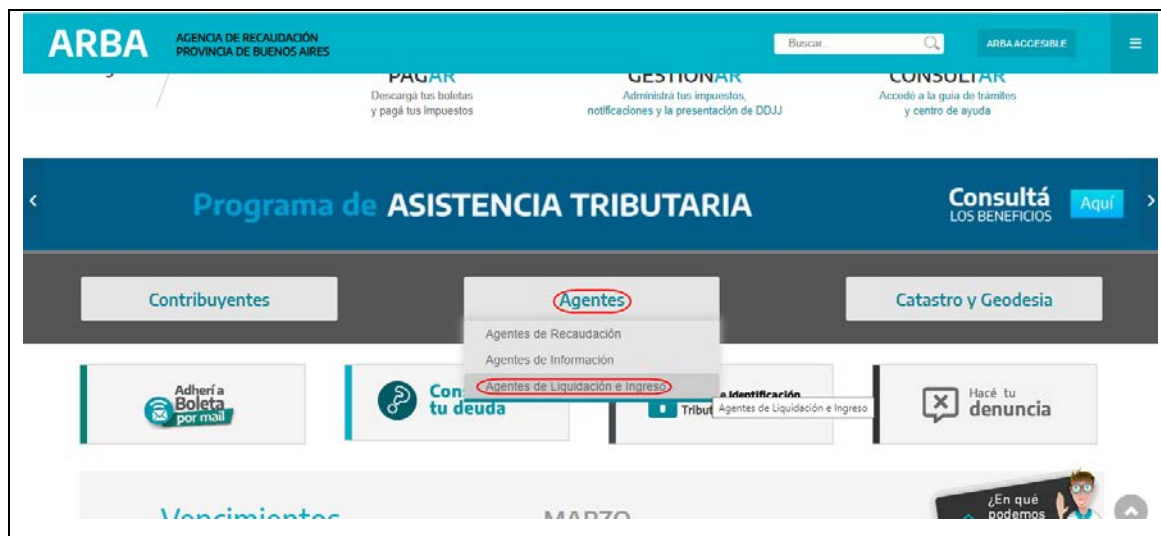 ARBA
AGENCIA DE RECAUDACIÓN
PROVINCIA DE BUENOS AIRES
Buscar...
ARBA ACCESIBLE
PAGAR
Descargá tus boletas
y pagá tus impuestos
GESTIONAR
Administrá tus impuestos,
notificaciones y la presentación de DDJJ
CONSULTAR
Accedé a la guía de trámites
y centro de ayuda
Programa de ASISTENCIA TRIBUTARIA
Consultá
LOS BENEFICIOS
Aquí
Contribuyentes
Agentes
Catastro y Geodesia
Agentes de Recaudación
Agentes de Información
Agentes de Liquidación e Ingreso
Adherí a
Boleta
por mail
Con
tu deuda
e Identificación
Tribut
Agentes de Liquidación e Ingreso
Hacé tu
denuncia
Vencimientos
MARZO
¿En qué
podemos